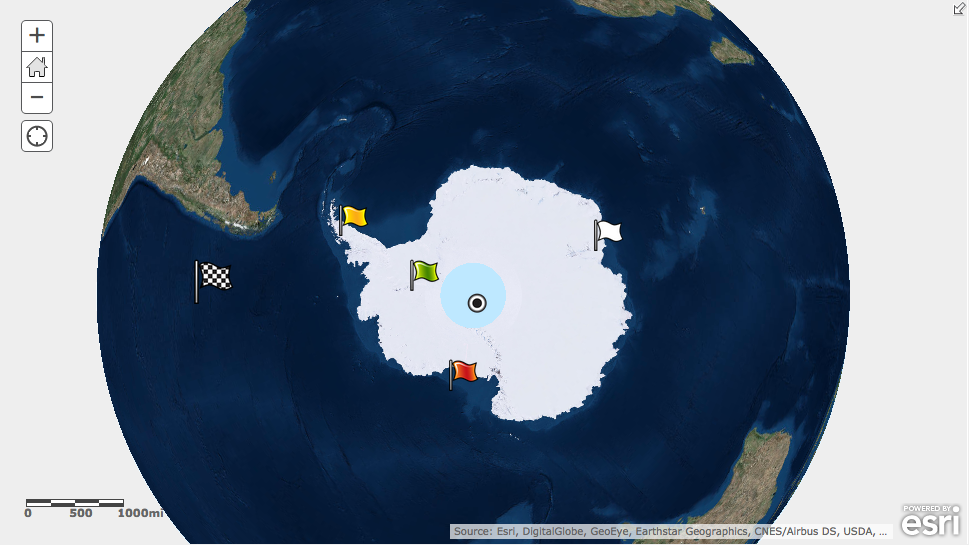 +
−
0 500 1000mi
POWERED BY
esri
Source: Esri, DigitalGlobe, GeoEye, Earthstar Geographics, CNES/Airbus DS, USDA, ...